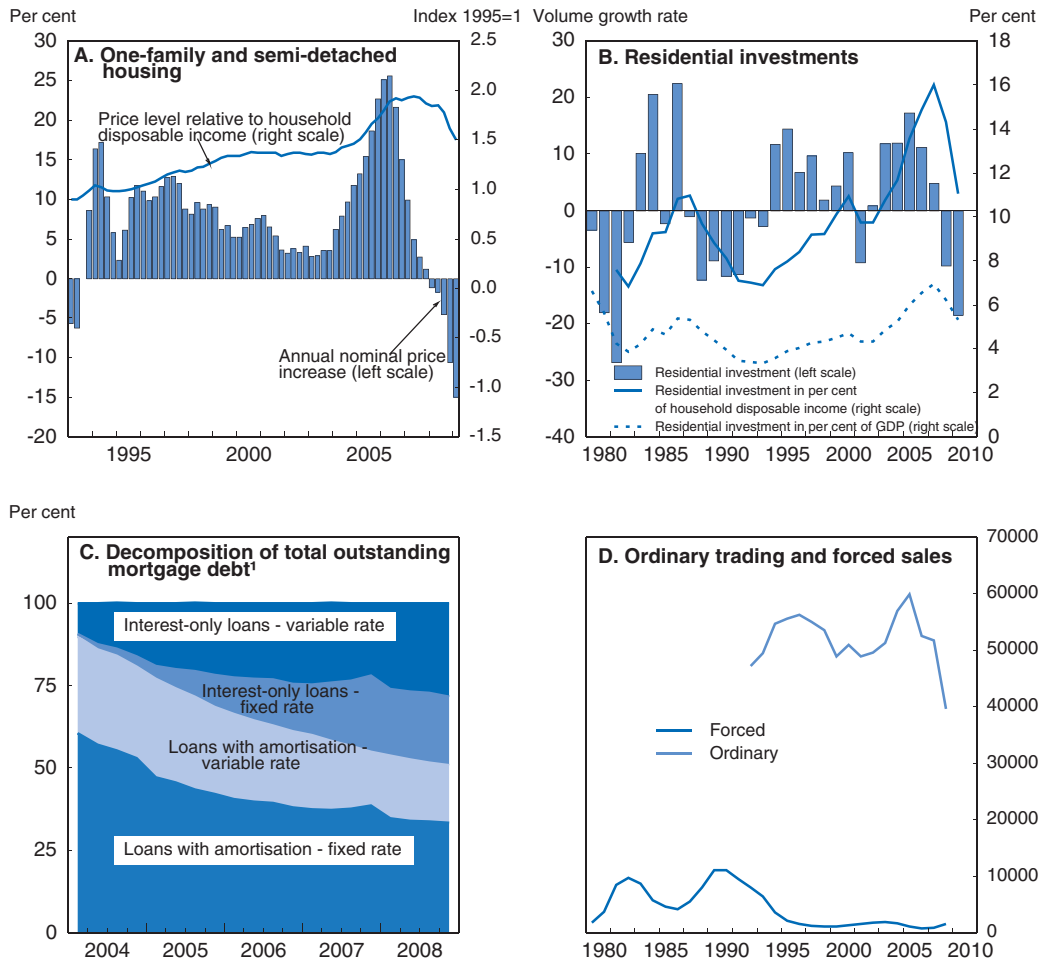 Per cent
Index 1995=1
30
25
20
15
10
5
0
-5
-10
-15
-20
2.5
2.0
1.5
1.0
0.5
0.0
-0.5
-1.0
-1.5
A. One-family and semi-detached
housing
Price level relative to household
disposable income (right scale)
Annual nominal price
increase (left scale)
1995
2000
2005
Volume growth rate
Per cent
30
20
10
0
-10
-20
-30
-40
18
16
14
12
10
8
6
4
2
0
B. Residential investments
Residential investment (left scale)
Residential investment in per cent
of household disposable income (right scale)
Residential investment in per cent of GDP (right scale)
1980
1985
1990
1995
2000
2005
2010
Per cent
100
75
50
25
0
C. Decomposition of total outstanding
mortgage debt¹
Interest-only loans - variable rate
Interest-only loans -
fixed rate
Loans with amortisation -
variable rate
Loans with amortisation - fixed rate
2004
2005
2006
2007
2008
D. Ordinary trading and forced sales
70000
60000
50000
40000
30000
20000
10000
0
Forced
Ordinary
1980
1985
1990
1995
2000
2005
2010